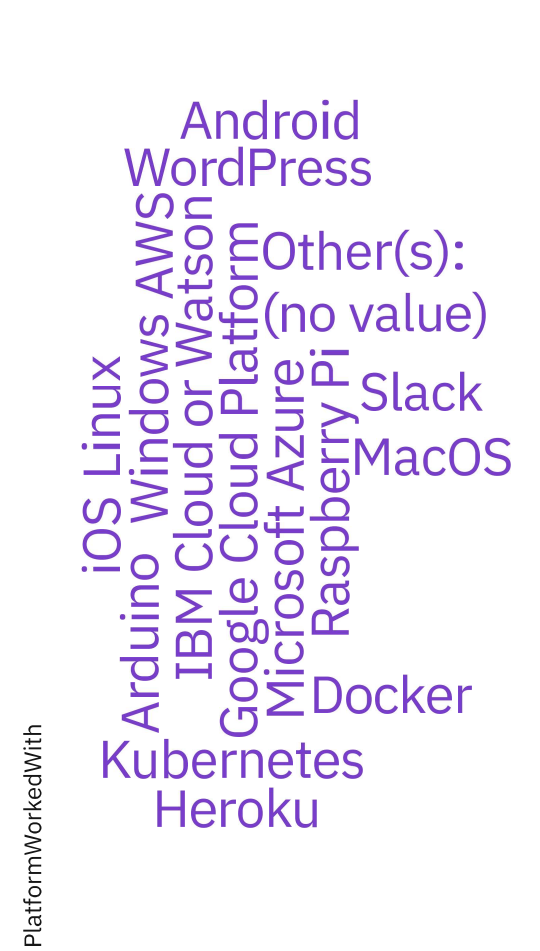 Android
WordPress
AWS
Other(s):
(no value)
Windows
IBM Cloud or Watson
Google Cloud Platform
Linux
iOS
Microsoft Azure
Raspberry Pi
Slack
MacOS
Arduino
Docker
Kubernetes
Heroku
PlatformWorkedWith